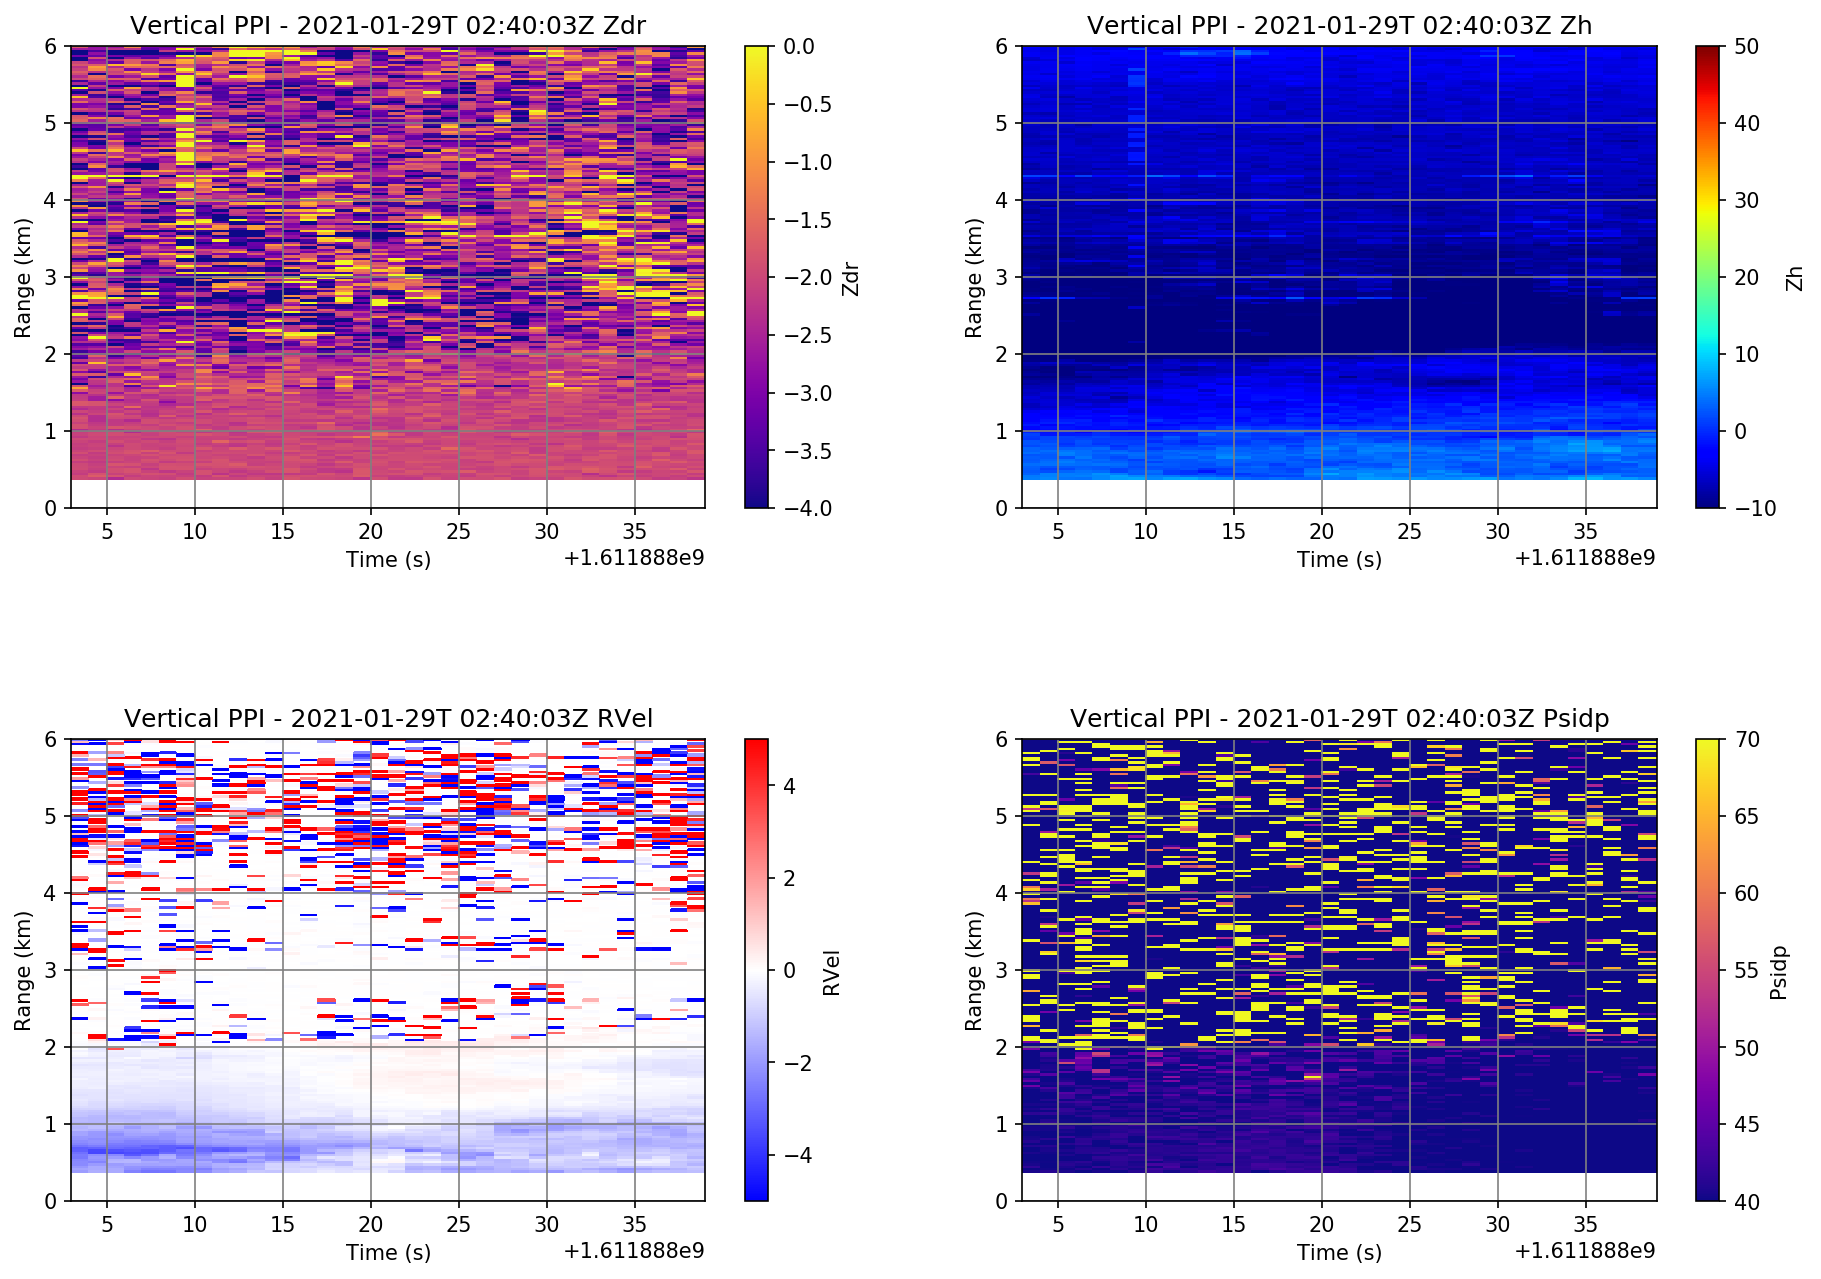 Vertical PPI - 2021-01-29T 02:40:03Z Zdr
6
5
4
3
2
1
0
Range (km)
5 10 15 20 25 30 35
Time (s)
+1.611888e9
0.0
−0.5
−1.0
−1.5
−2.0
−2.5
−3.0
−3.5
−4.0
Zdr
Vertical PPI - 2021-01-29T 02:40:03Z Zh
6
5
4
3
2
1
0
Range (km)
5 10 15 20 25 30 35
Time (s)
+1.611888e9
50
40
30
20
10
0
−10
Zh
Vertical PPI - 2021-01-29T 02:40:03Z RVel
6
5
4
3
2
1
0
Range (km)
5 10 15 20 25 30 35
Time (s)
+1.611888e9
4
2
0
−2
−4
RVel
Vertical PPI - 2021-01-29T 02:40:03Z Psidp
6
5
4
3
2
1
0
Range (km)
5 10 15 20 25 30 35
Time (s)
+1.611888e9
70
65
60
55
50
45
40
Psidp